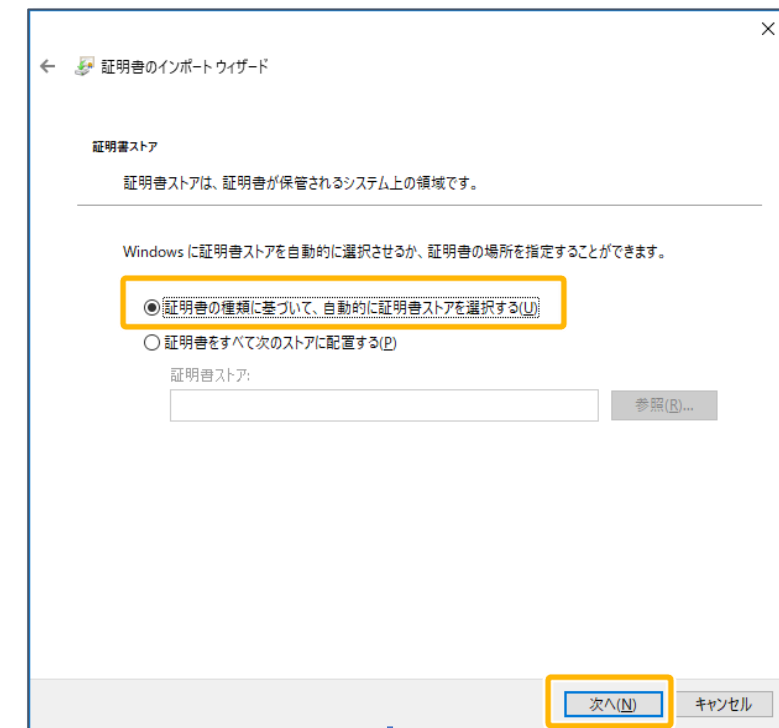 証明書のインポート ウィザード
証明書ストア
証明書ストアは、証明書が保管されるシステム上の領域です。
Windows に証明書ストアを自動的に選択させるか、証明書の場所を指定することができます。
証明書の種類に基づいて、自動的に証明書ストアを選択する(U)
証明書をすべて次のストアに配置する(P)
証明書ストア:
参照(R)...
次へ(N) キャンセル